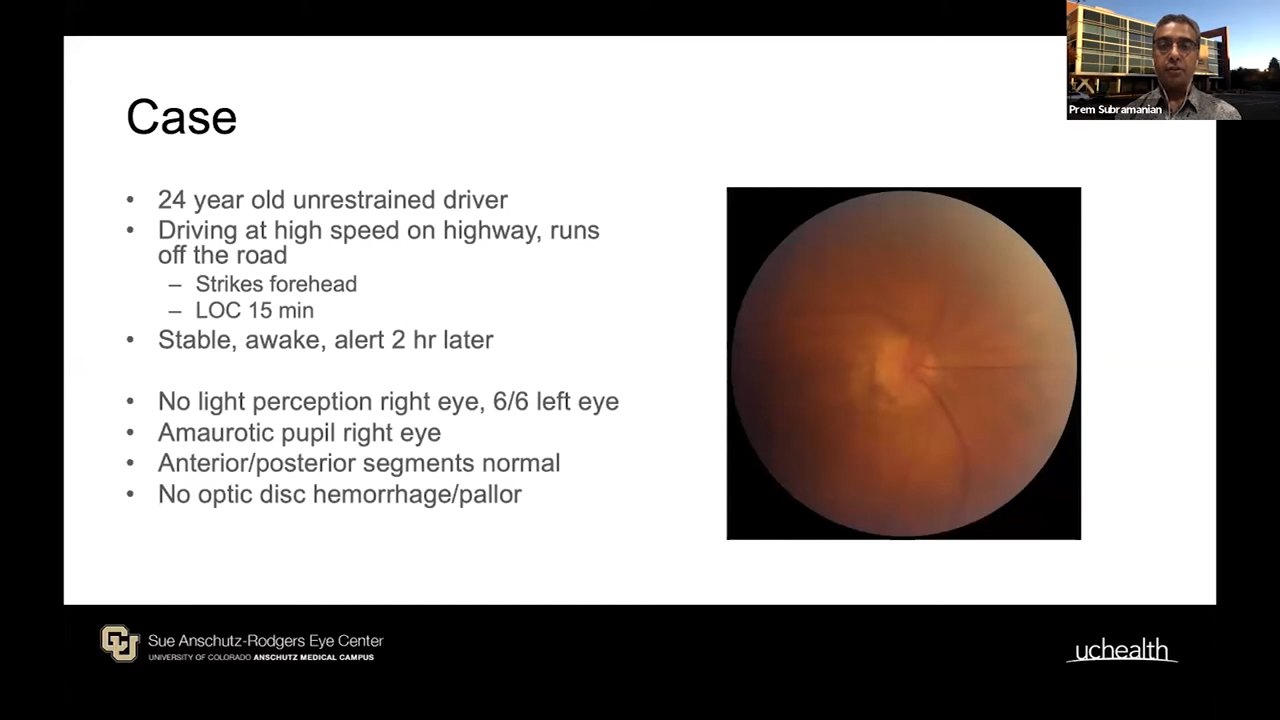 Prem Subramanian
Case
• 24 year old unrestrained driver
• Driving at high speed on highway, runs
off the road
– Strikes forehead
– LOC 15 min
• Stable, awake, alert 2 hr later
• No light perception right eye, 6/6 left eye
• Amaurotic pupil right eye
• Anterior/posterior segments normal
• No optic disc hemorrhage/pallor
CU Sue Anschutz-Rodgers Eye Center
UNIVERSITY OF COLORADO ANSCHUTZ MEDICAL CAMPUS
uchealth